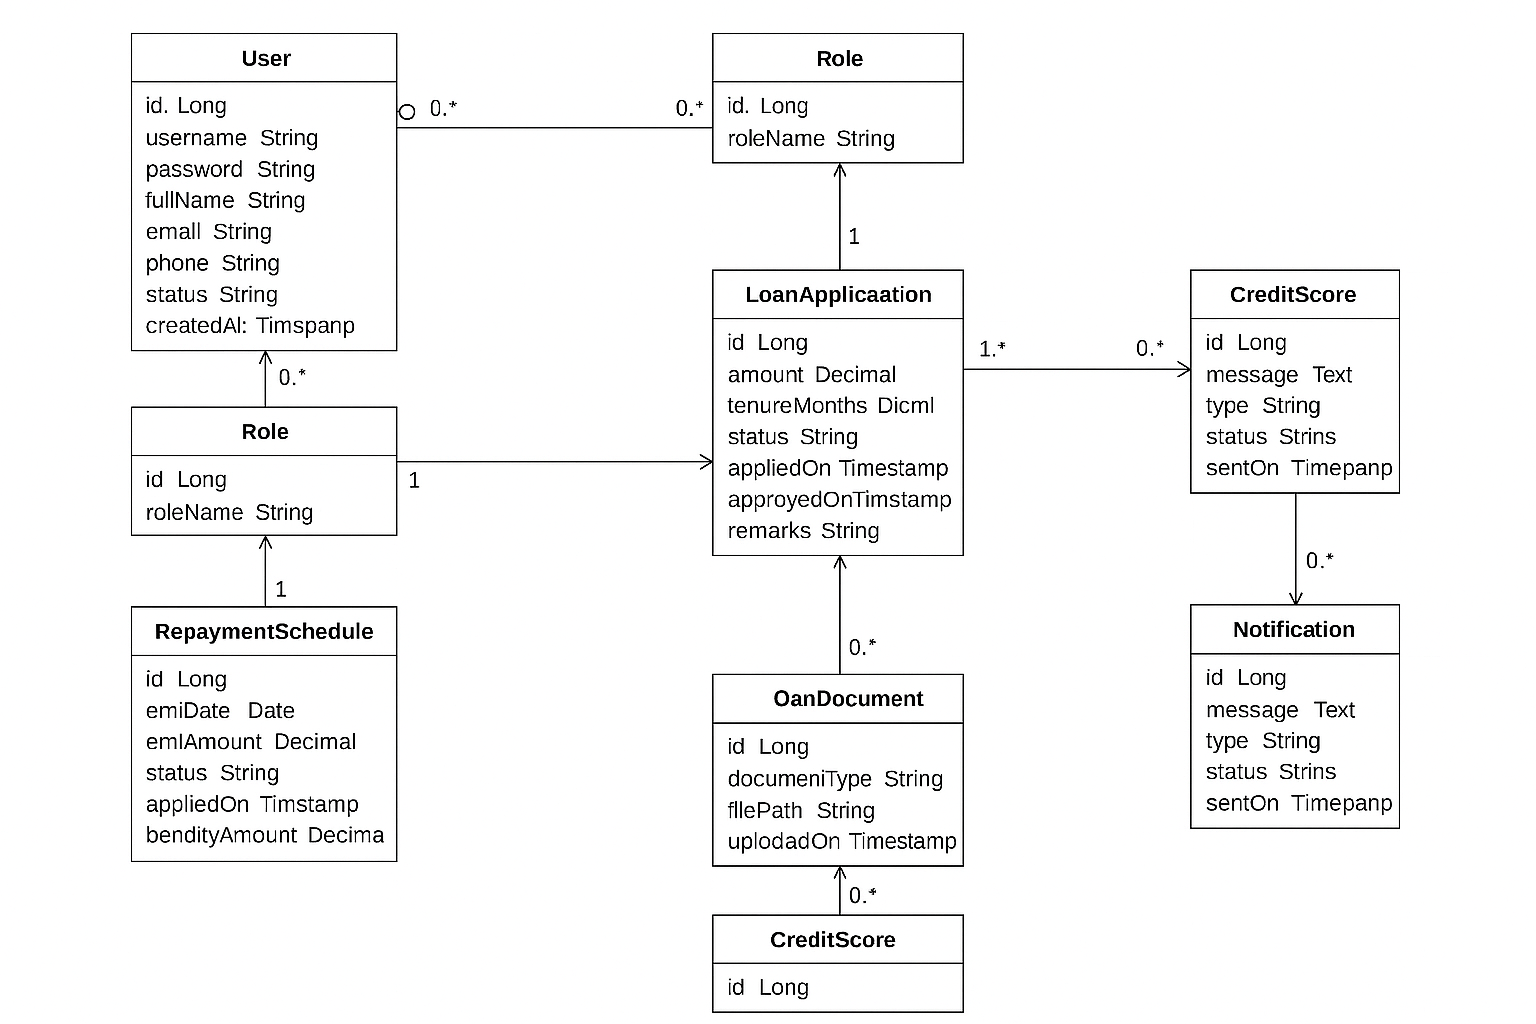 User
id. Long
username String
password String
fullName String
emall String
phone String
status String
createdAl: Timspanp
0.*
0.*
Role
id. Long
roleName String
1
0.*
Role
id Long
roleName String
1
1
RepaymentSchedule
id Long
emiDate Date
emlAmount Decimal
status String
appliedOn Timstamp
bendityAmount Decima
LoanApplicaation
id Long
amount Decimal
tenureMonths Dicml
status String
appliedOn Timestamp
approyedOnTimstamp
remarks String
1.*
0.*
0.*
OanDocument
id Long
documeniType String
fllePath String
uplodadOn Timestamp
0.*
CreditScore
id Long
CreditScore
id Long
message Text
type String
status Strins
sentOn Timepanp
0.*
Notification
id Long
message Text
type String
status Strins
sentOn Timepanp